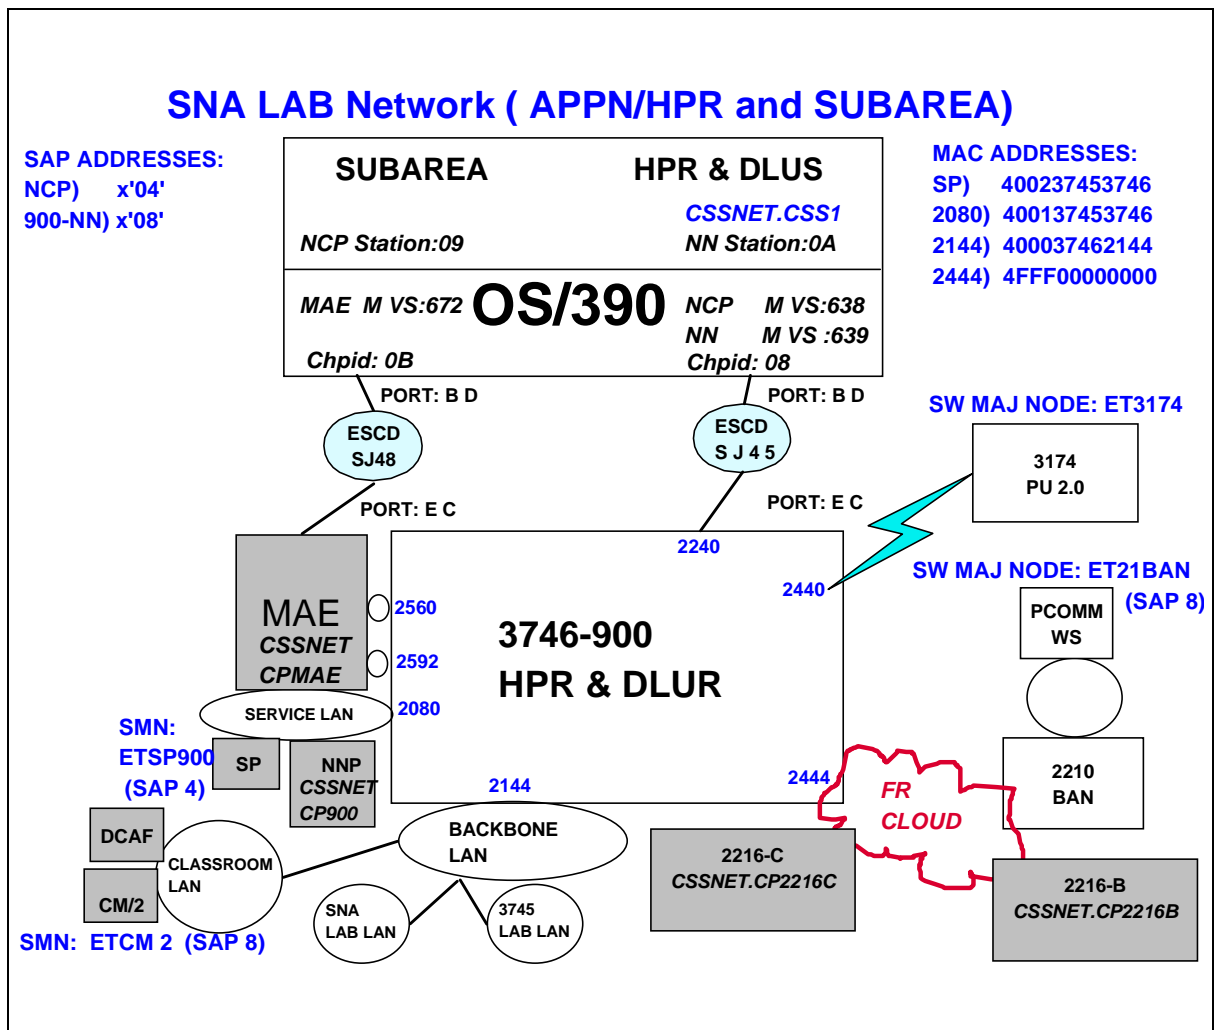 SNA LAB Network ( APPN/HPR and SUBAREA)
SAP ADDRESSES:
NCP) x'04'
900-NN) x'08'
MAC ADDRESSES:
SP) 400237453746
2080) 400137453746
2144) 400037462144
2444) 4FFF00000000
SUBAREA
HPR & DLUS
CSSNET.CSS1
NCP Station:09
NN Station:0A
MAE M VS:672
OS/390
NCP M VS:638
NN M VS :639
Chpid: 0B
Chpid: 08
PORT: B D
PORT: B D
ESCD
SJ48
ESCD
S J 4 5
PORT: E C
PORT: E C
SW MAJ NODE: ET3174
3174
PU 2.0
2240
2440
SW MAJ NODE: ET21BAN
(SAP 8)
PCOMM
WS
MAE
CSSNET
CPMAE
2560
2592
2080
3746-900
HPR & DLUR
SERVICE LAN
SMN:
ETSP900
(SAP 4)
SP
NNP
CSSNET
CP900
2144
2444
FR
CLOUD
2210
BAN
DCAF
CM/2
CLASSROOM
LAN
BACKBONE
LAN
SNA
LAB LAN
3745
LAB LAN
2216-C
CSSNET.CP2216C
2216-B
CSSNET.CP2216B
SMN: ETCM 2 (SAP 8)